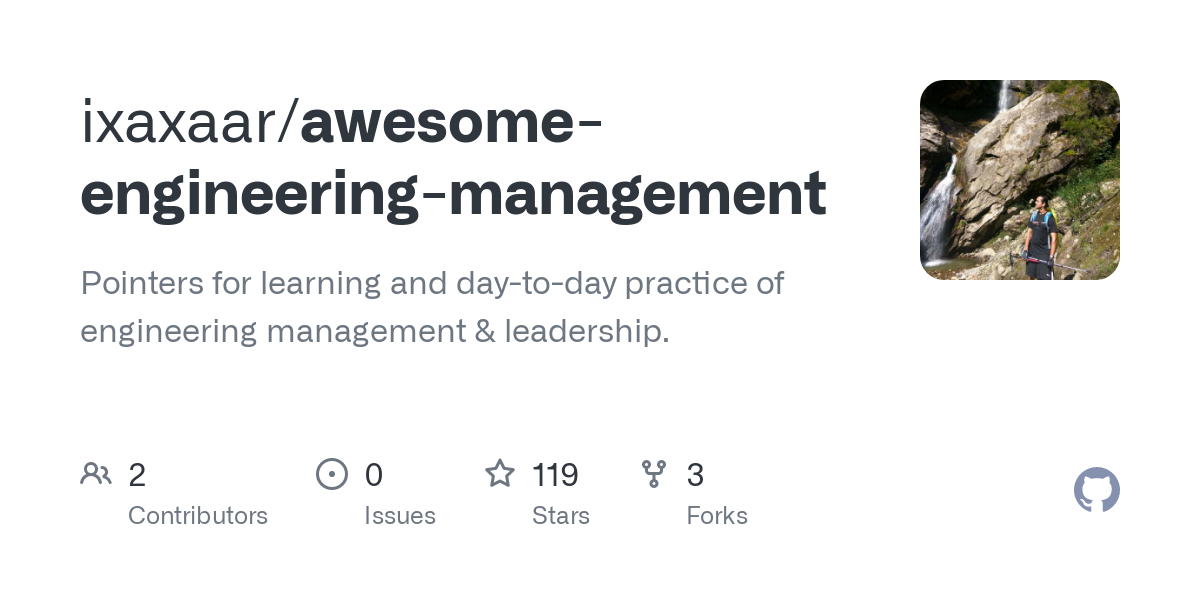 ixaxaar/awesome-
engineering-management
Pointers for learning and day-to-day practice of
engineering management & leadership.
2
Contributors
0
Issues
119
Stars
3
Forks